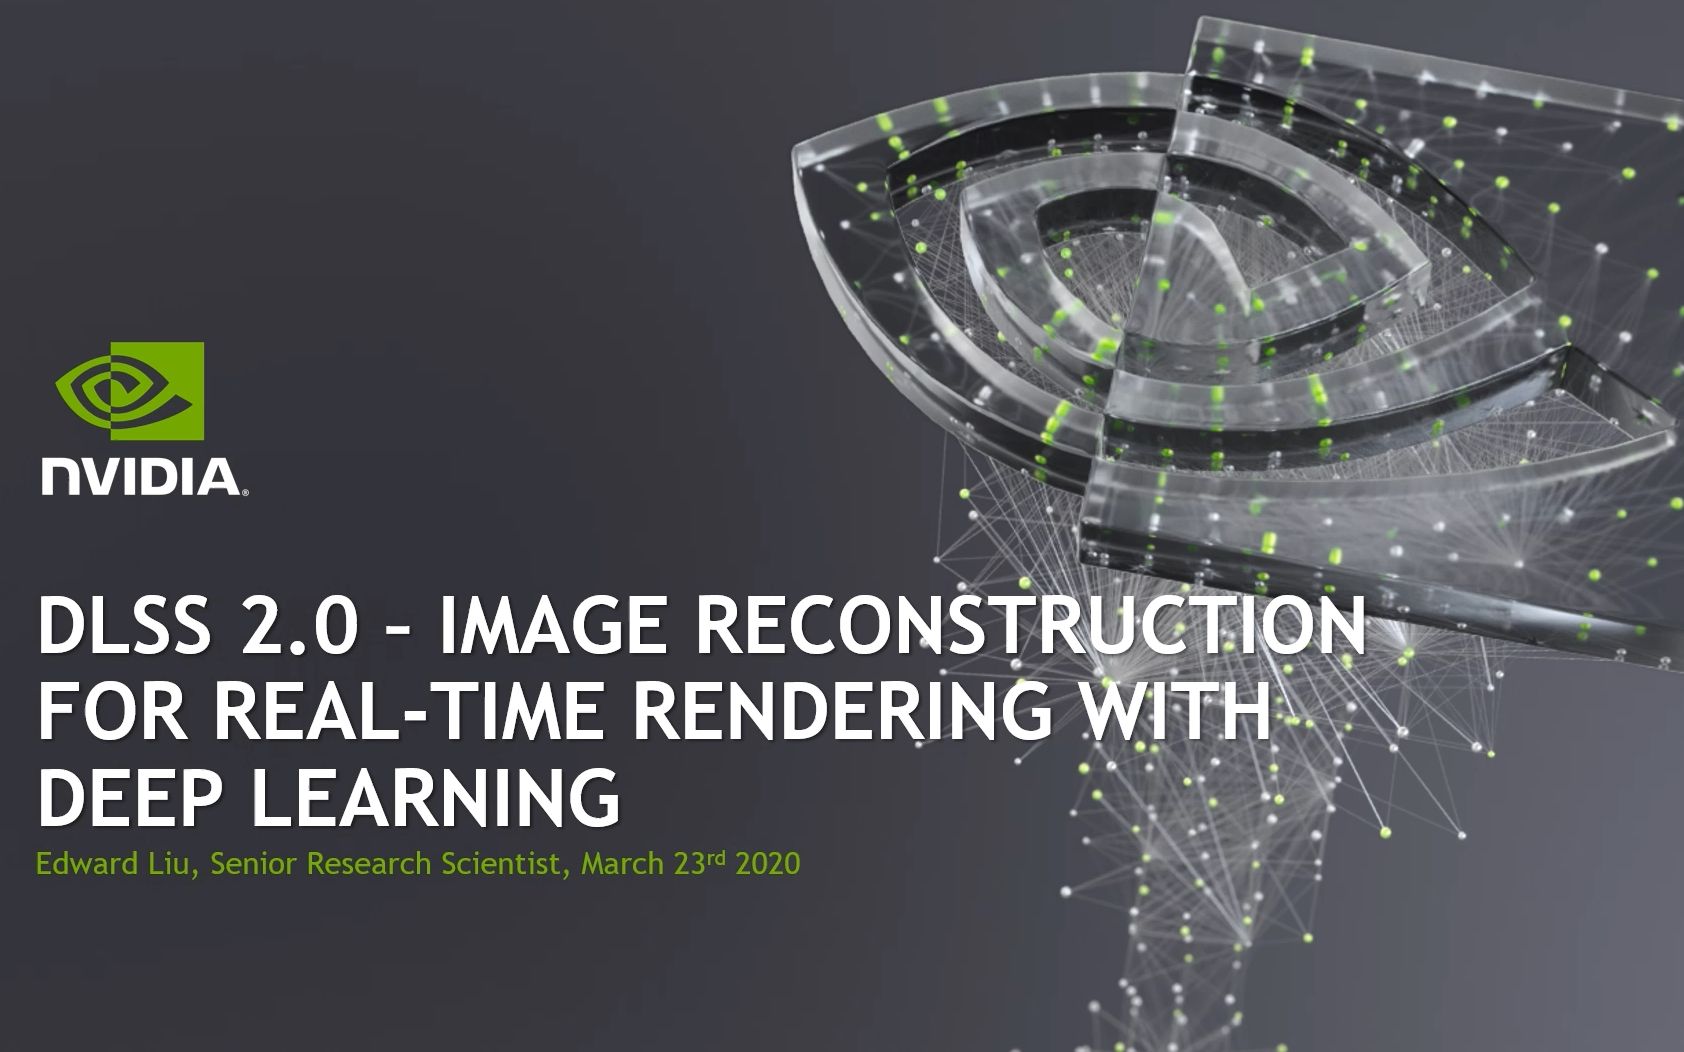 NVIDIA®
DLSS 2.0 – IMAGE RECONSTRUCTION
FOR REAL-TIME RENDERING WITH
DEEP LEARNING
Edward Liu, Senior Research Scientist, March 23rd 2020